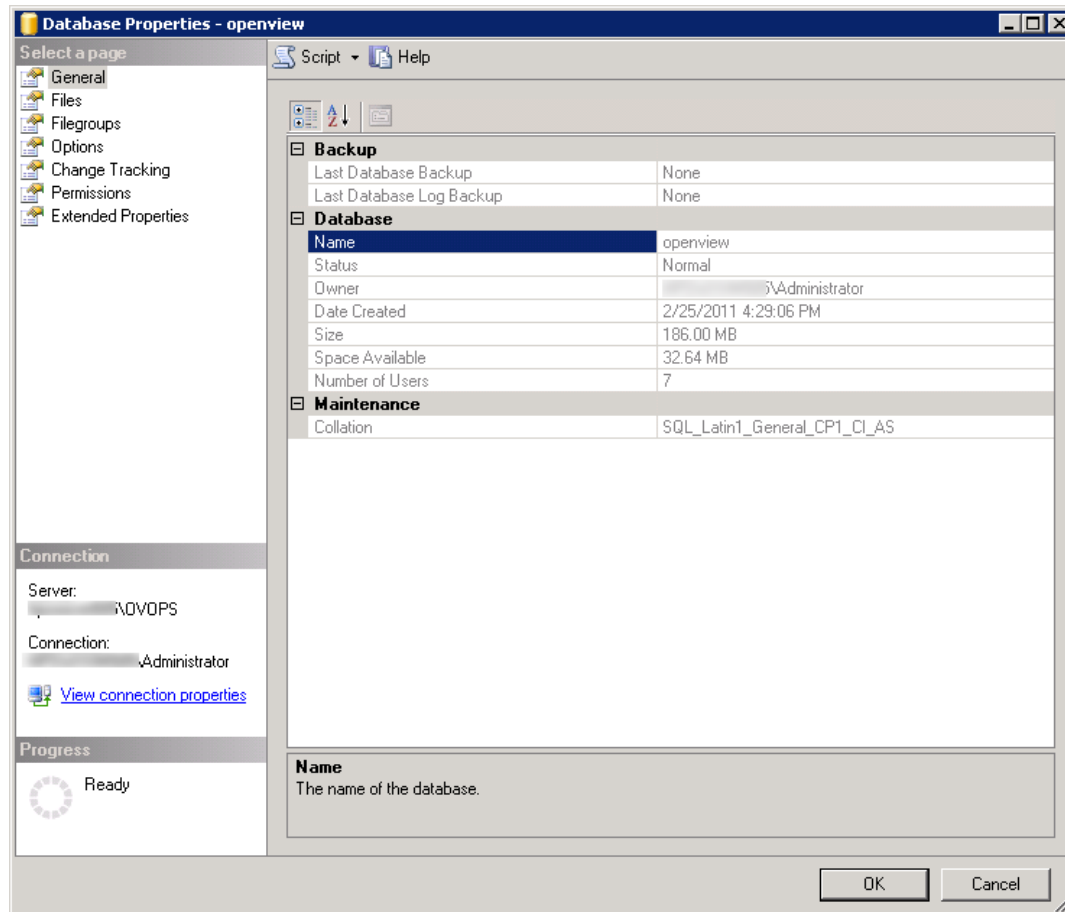 Database Properties - openview
Select a page
General
Files
Filegroups
Options
Change Tracking
Permissions
Extended Properties
Script Help
Backup
Last Database Backup None
Last Database Log Backup None
Database
Name openview
Status Normal
Owner \Administrator
Date Created 2/25/2011 4:29:06 PM
Size 186.00 MB
Space Available 32.64 MB
Number of Users 7
Maintenance
Collation SQL_Latin1_General_CP1_CI_AS
Connection
Server:
\OVOPS
Connection:
\Administrator
View connection properties
Progress
Ready
Name
The name of the database.
OK Cancel